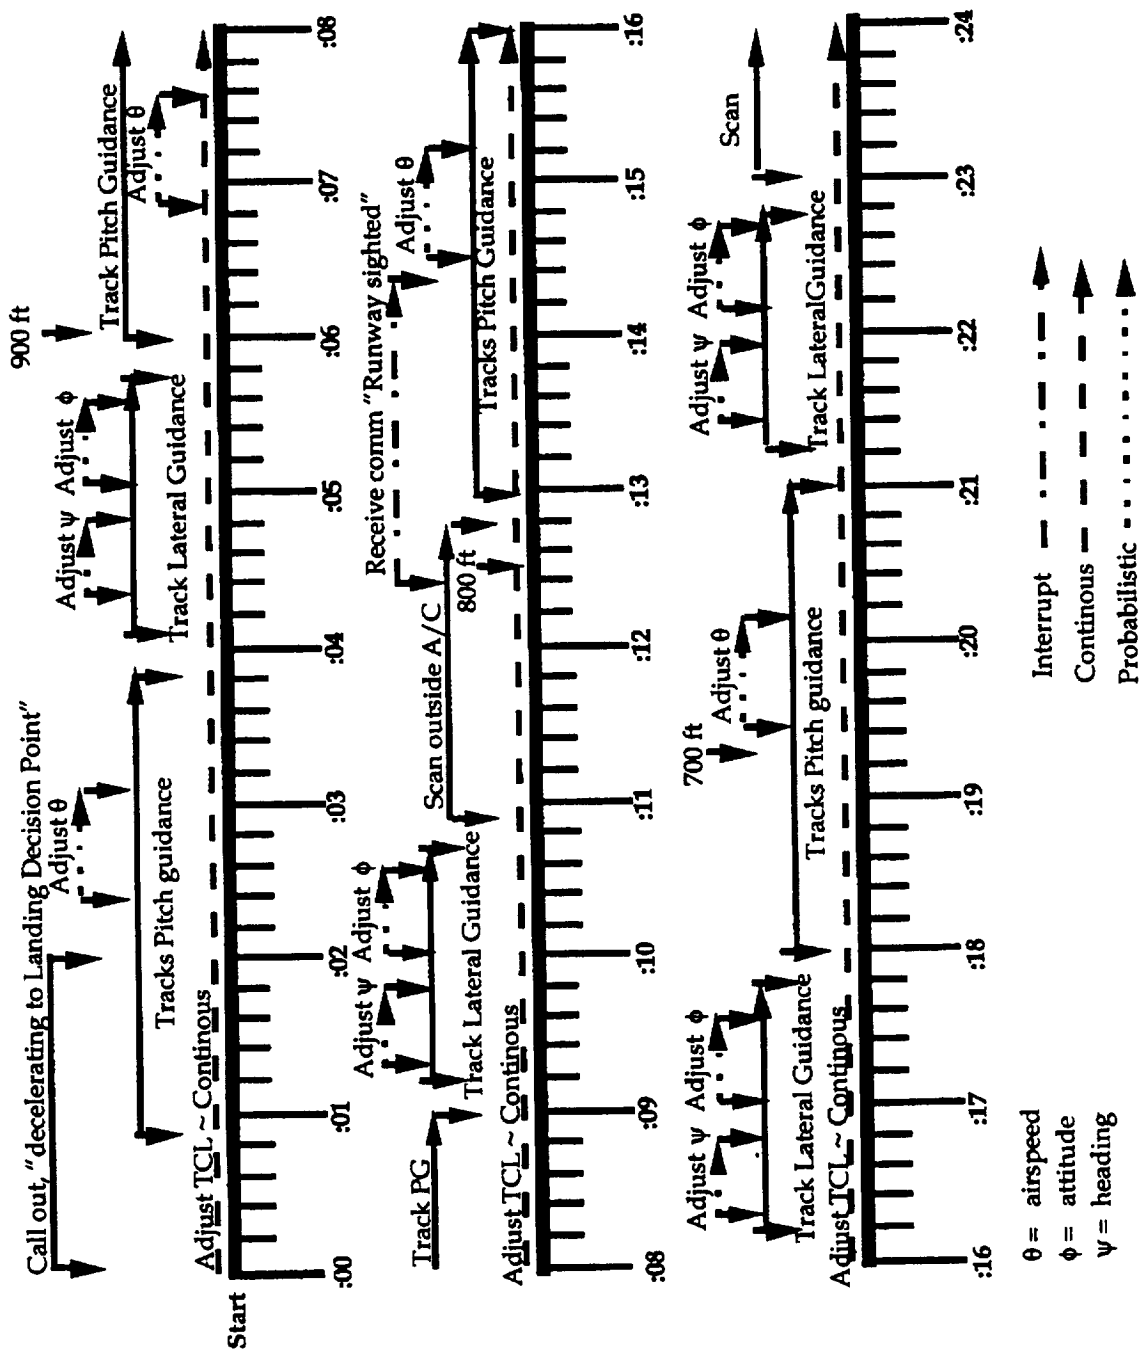 Call out, "decelerating to Landing Decision Point"
Adjust θ
Tracks Pitch guidance
Adjust ψ
Adjust ϕ
Track Lateral Guidance
900 ft
Track Pitch Guidance
Adjust θ
Adjust TCL ~ Continous
Start
:00
:01
:02
:03
:04
:05
:06
:07
:08
Track PG
Adjust ψ
Adjust ϕ
Track Lateral Guidance
Scan outside A/C
800 ft
Receive comm "Runway sighted"
Adjust θ
Tracks Pitch Guidance
Adjust TCL ~ Continous
:08
:09
:10
:11
:12
:13
:14
:15
:16
Adjust ψ
Adjust ϕ
Track Lateral Guidance
700 ft
Adjust θ
Tracks Pitch guidance
Adjust ψ
Adjust ϕ
Track LateralGuidance
Scan
Adjust TCL ~ Continous
:16
:17
:18
:19
:20
:21
:22
:23
:24
θ = airspeed
ϕ = attitude
ψ = heading
Interrupt
Continous
Probabilistic